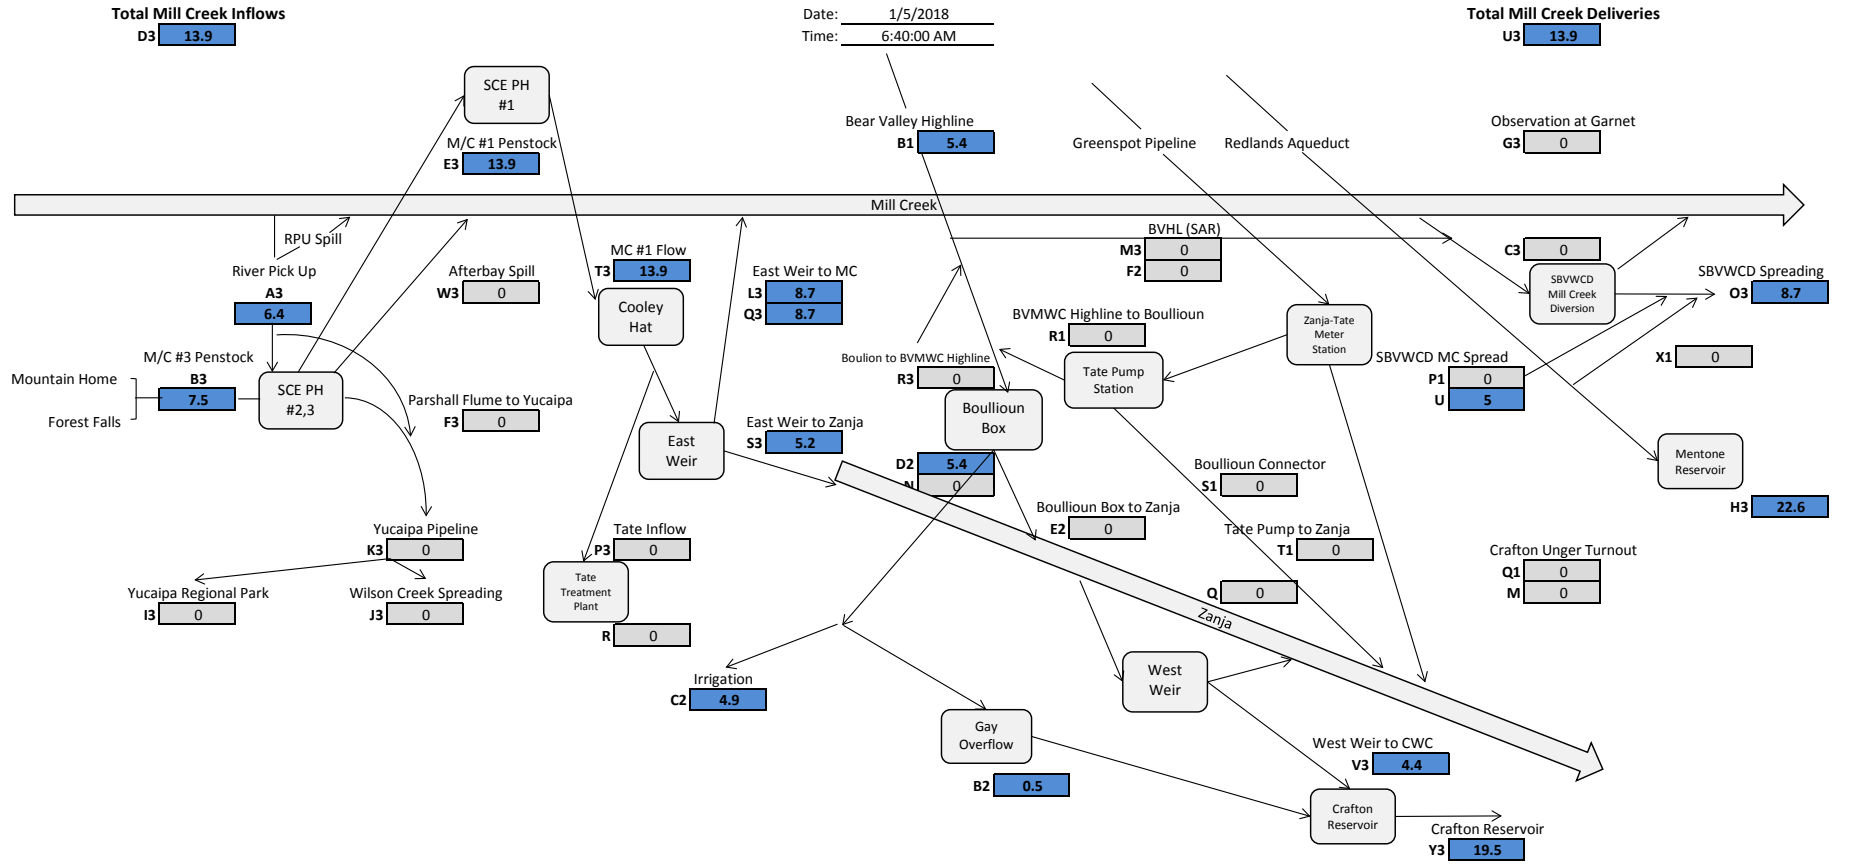 Total Mill Creek Inflows
D3 13.9
Date: 1/5/2018
Time: 6:40:00 AM
Total Mill Creek Deliveries
U3 13.9
SCE PH
#1
M/C #1 Penstock
E3 13.9
Bear Valley Highline
B1 5.4
Greenspot Pipeline
Redlands Aqueduct
Observation at Garnet
G3 0
Mill Creek
RPU Spill
River Pick Up
A3
6.4
Afterbay Spill
W3 0
MC #1 Flow
T3 13.9
Cooley
Hat
East Weir to MC
L3 8.7
Q3 8.7
BVHL (SAR)
M3 0
F2 0
C3 0
SBVWCD
Mill Creek
Diversion
SBVWCD Spreading
O3 8.7
BVMWC Highline to Boullioun
R1 0
Zanja-Tate
Meter
Station
Boulion to BVMWC Highline
R3 0
Tate Pump
Station
SBVWCD MC Spread
P1 0
U 5
X1 0
M/C #3 Penstock
B3
7.5
Mountain Home
Forest Falls
SCE PH
#2,3
Parshall Flume to Yucaipa
F3 0
East
Weir
East Weir to Zanja
S3 5.2
Boullioun
Box
D2 5.4
N 0
Boullioun Connector
S1 0
Mentone
Reservoir
H3 22.6
Boullioun Box to Zanja
E2 0
Tate Pump to Zanja
T1 0
Yucaipa Pipeline
K3 0
Tate Inflow
P3 0
Tate
Treatment
Plant
R 0
Crafton Unger Turnout
Q1 0
M 0
Yucaipa Regional Park
I3 0
Wilson Creek Spreading
J3 0
Q 0
Zanja
Irrigation
C2 4.9
West
Weir
Gay
Overflow
B2 0.5
West Weir to CWC
V3 4.4
Crafton
Reservoir
Crafton Reservoir
Y3 19.5